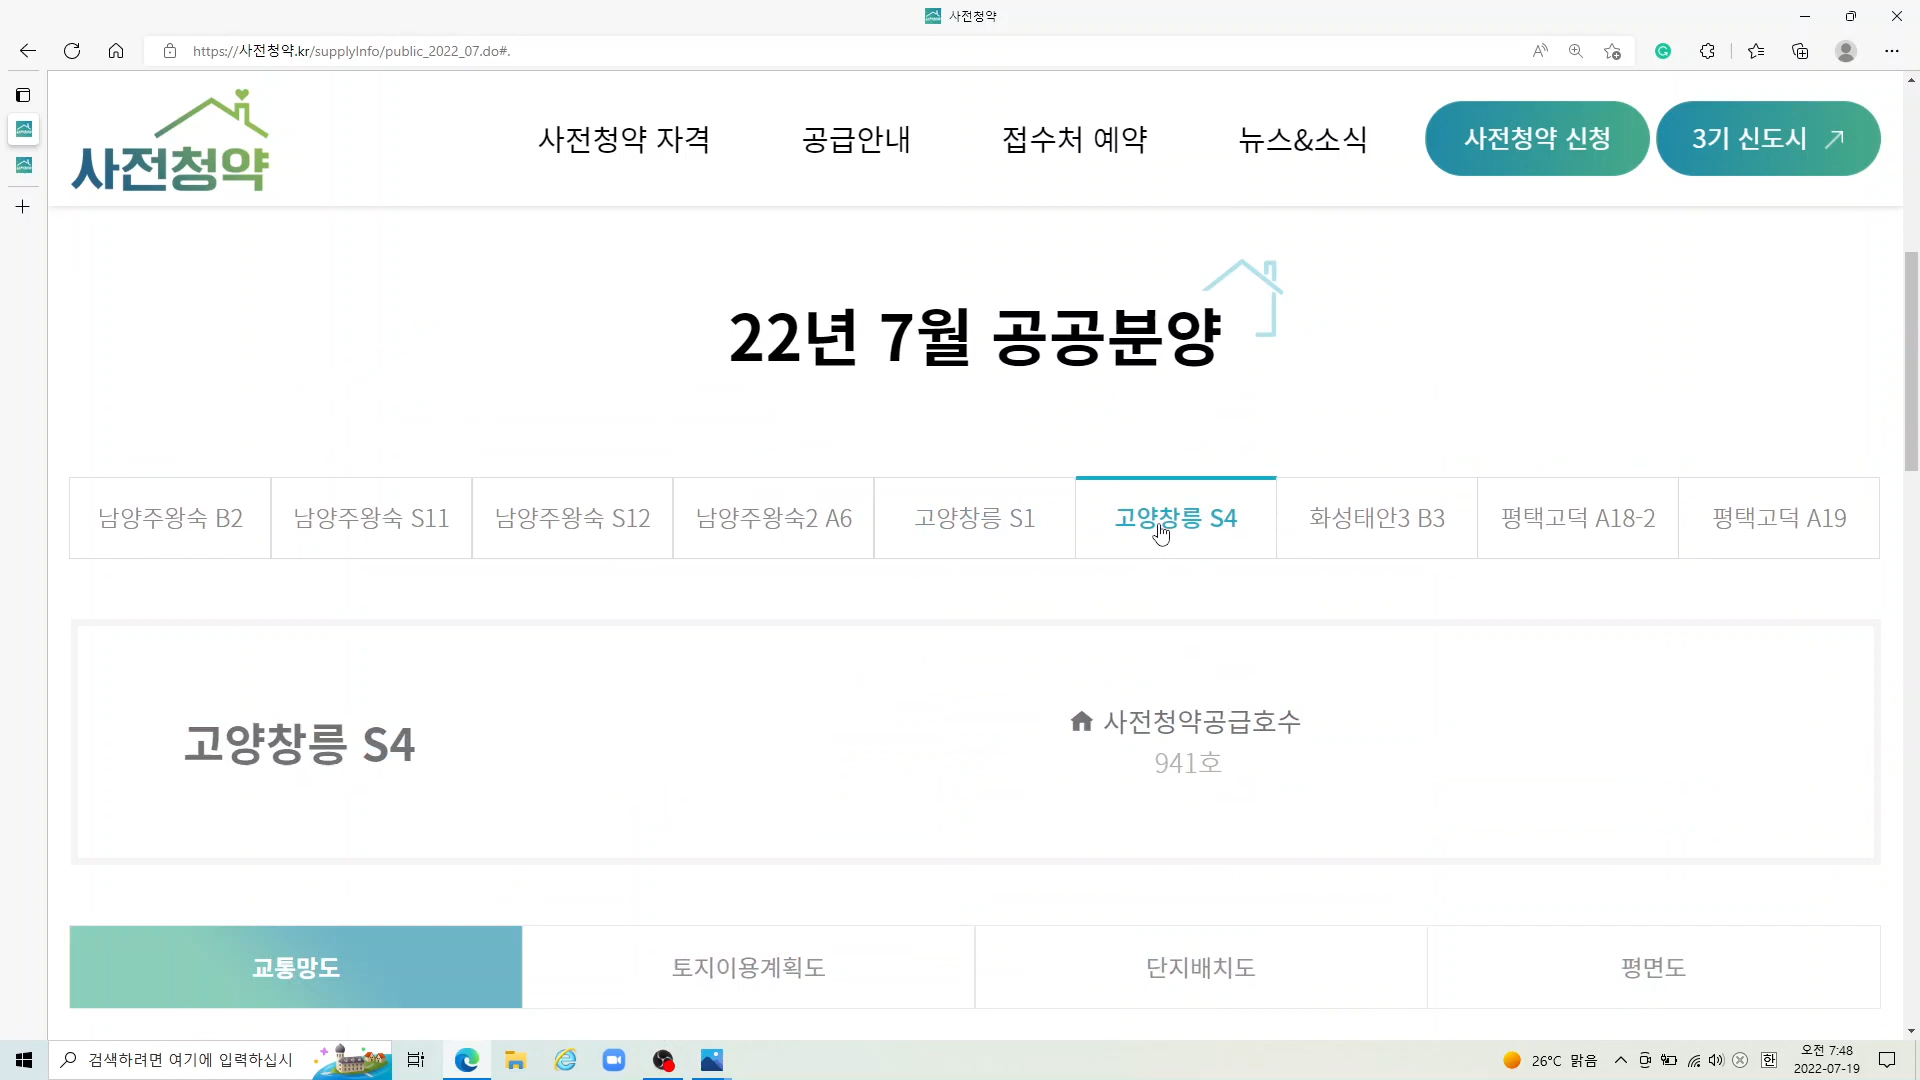 사전청약
https://사전청약.kr/supplyInfo/public_2022_07.do#.
사전청약
사전청약 자격
공급안내
접수처 예약
뉴스&소식
사전청약 신청
3기 신도시
22년 7월 공공분양
남양주왕숙 B2
남양주왕숙 S11
남양주왕숙 S12
남양주왕숙2 A6
고양창릉 S1
고양창릉 S4
화성태안3 B3
평택고덕 A18-2
평택고덕 A19
고양창릉 S4
사전청약공급호수
941호
교통망도
토지이용계획도
단지배치도
평면도
검색하려면 여기에 입력하십시
26°C 맑음
한
오전 7:48
2022-07-19